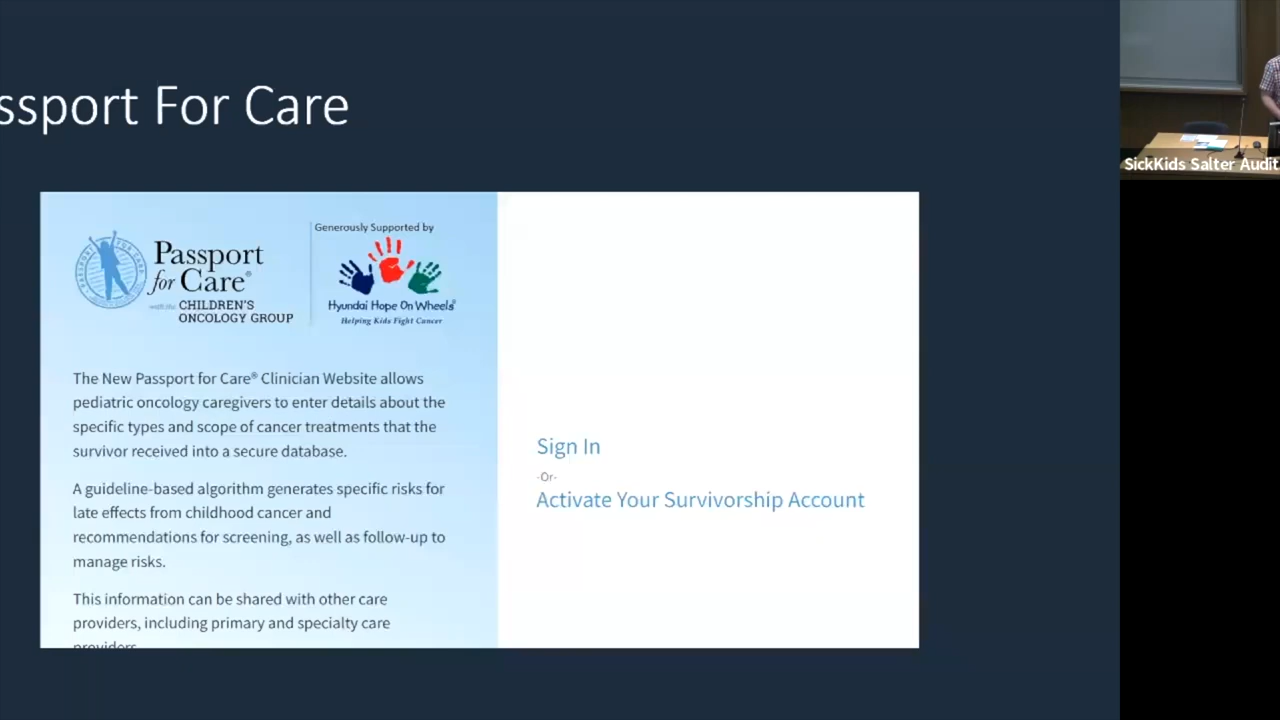 ssport For Care
Generously Supported by
Passport
for Care®
with the CHILDREN'S
ONCOLOGY GROUP
Hyundai Hope On Wheels®
Helping Kids Fight Cancer
The New Passport for Care® Clinician Website allows
pediatric oncology caregivers to enter details about the
specific types and scope of cancer treatments that the
survivor received into a secure database.
A guideline-based algorithm generates specific risks for
late effects from childhood cancer and
recommendations for screening, as well as follow-up to
manage risks.
This information can be shared with other care
providers, including primary and specialty care
providers.
Sign In
-Or-
Activate Your Survivorship Account
SickKids Salter Audit